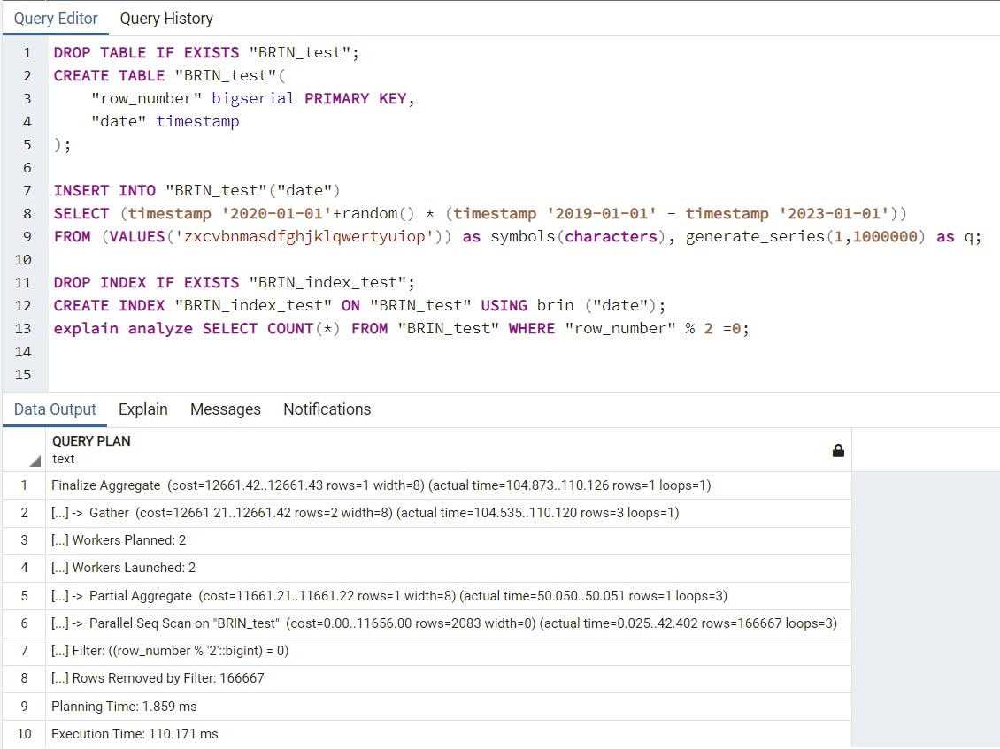 Query Editor Query History
1 DROP TABLE IF EXISTS "BRIN_test";
2 CREATE TABLE "BRIN_test"(
3 "row_number" bigserial PRIMARY KEY,
4 "date" timestamp
5 );
6
7 INSERT INTO "BRIN_test"("date")
8 SELECT (timestamp '2020-01-01'+random() * (timestamp '2019-01-01' - timestamp '2023-01-01'))
9 FROM (VALUES('zxcvbnmasdfghjklqwertyuiop')) as symbols(characters), generate_series(1,1000000) as q;
10
11 DROP INDEX IF EXISTS "BRIN_index_test";
12 CREATE INDEX "BRIN_index_test" ON "BRIN_test" USING brin ("date");
13 explain analyze SELECT COUNT(*) FROM "BRIN_test" WHERE "row_number" % 2 =0;
14
15
Data Output Explain Messages Notifications
QUERY PLAN
text
1 Finalize Aggregate (cost=12661.42..12661.43 rows=1 width=8) (actual time=104.873..110.126 rows=1 loops=1)
2 [...] -> Gather (cost=12661.21..12661.42 rows=2 width=8) (actual time=104.535..110.120 rows=3 loops=1)
3 [...] Workers Planned: 2
4 [...] Workers Launched: 2
5 [...] -> Partial Aggregate (cost=11661.21..11661.22 rows=1 width=8) (actual time=50.050..50.051 rows=1 loops=3)
6 [...] -> Parallel Seq Scan on "BRIN_test" (cost=0.00..11656.00 rows=2083 width=0) (actual time=0.025..42.402 rows=166667 loops=3)
7 [...] Filter: ((row_number % '2'::bigint) = 0)
8 [...] Rows Removed by Filter: 166667
9 Planning Time: 1.859 ms
10 Execution Time: 110.171 ms